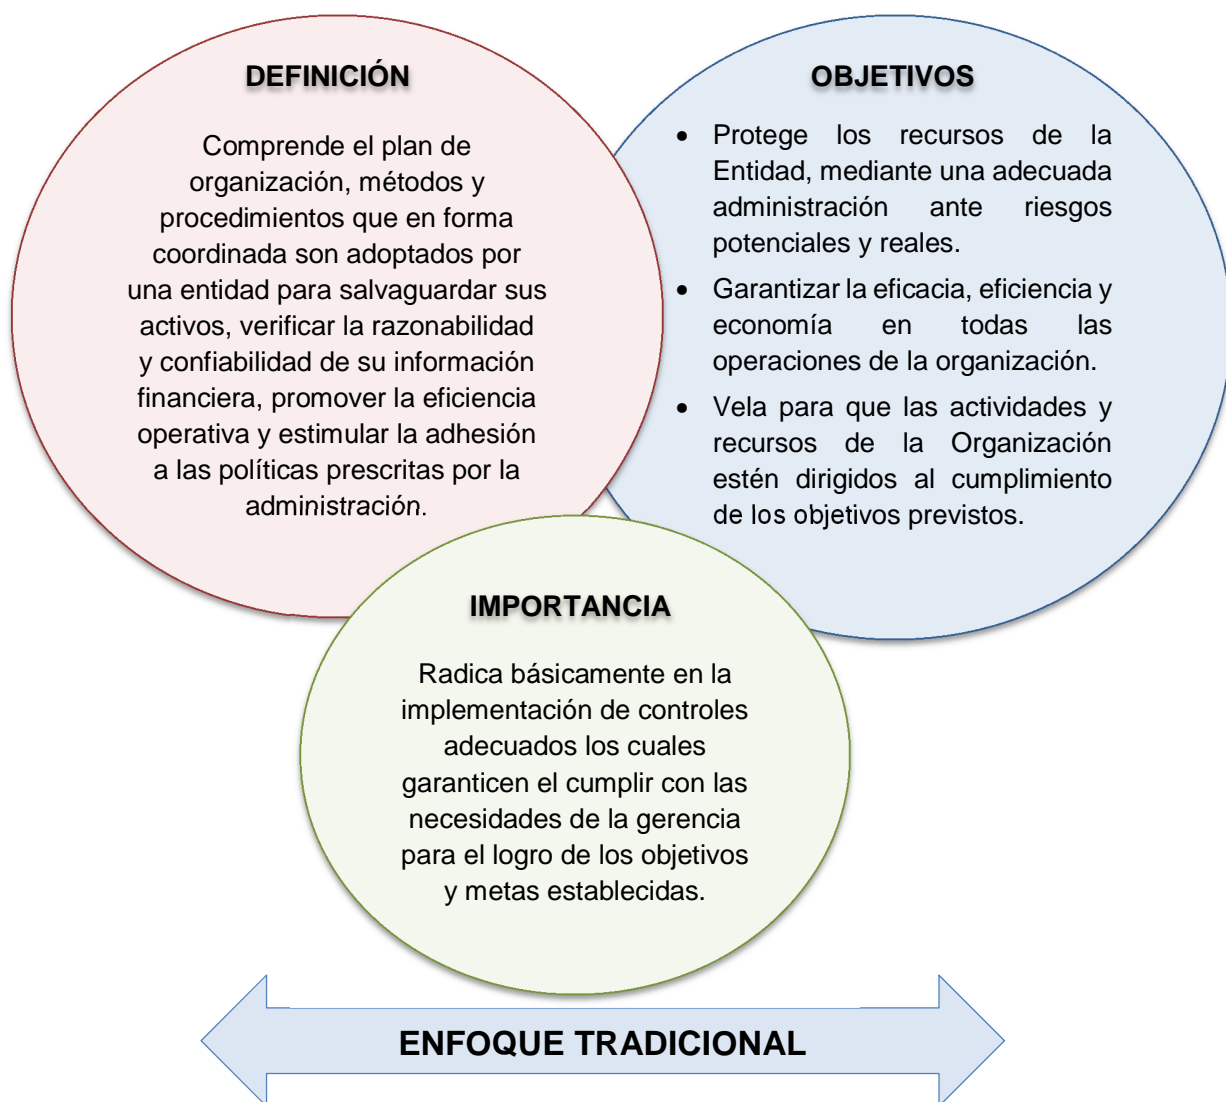 DEFINICIÓN
Comprende el plan de
organización, métodos y
procedimientos que en forma
coordinada son adoptados por
una entidad para salvaguardar sus
activos, verificar la razonabilidad
y confiabilidad de su información
financiera, promover la eficiencia
operativa y estimular la adhesión
a las políticas prescritas por la
administración.
OBJETIVOS
• Protege los recursos de la
Entidad, mediante una adecuada
administración ante riesgos
potenciales y reales.
• Garantizar la eficacia, eficiencia y
economía en todas las
operaciones de la organización.
• Vela para que las actividades y
recursos de la Organización
estén dirigidos al cumplimiento
de los objetivos previstos.
IMPORTANCIA
Radica básicamente en la
implementación de controles
adecuados los cuales
garanticen el cumplir con las
necesidades de la gerencia
para el logro de los objetivos
y metas establecidas.
ENFOQUE TRADICIONAL